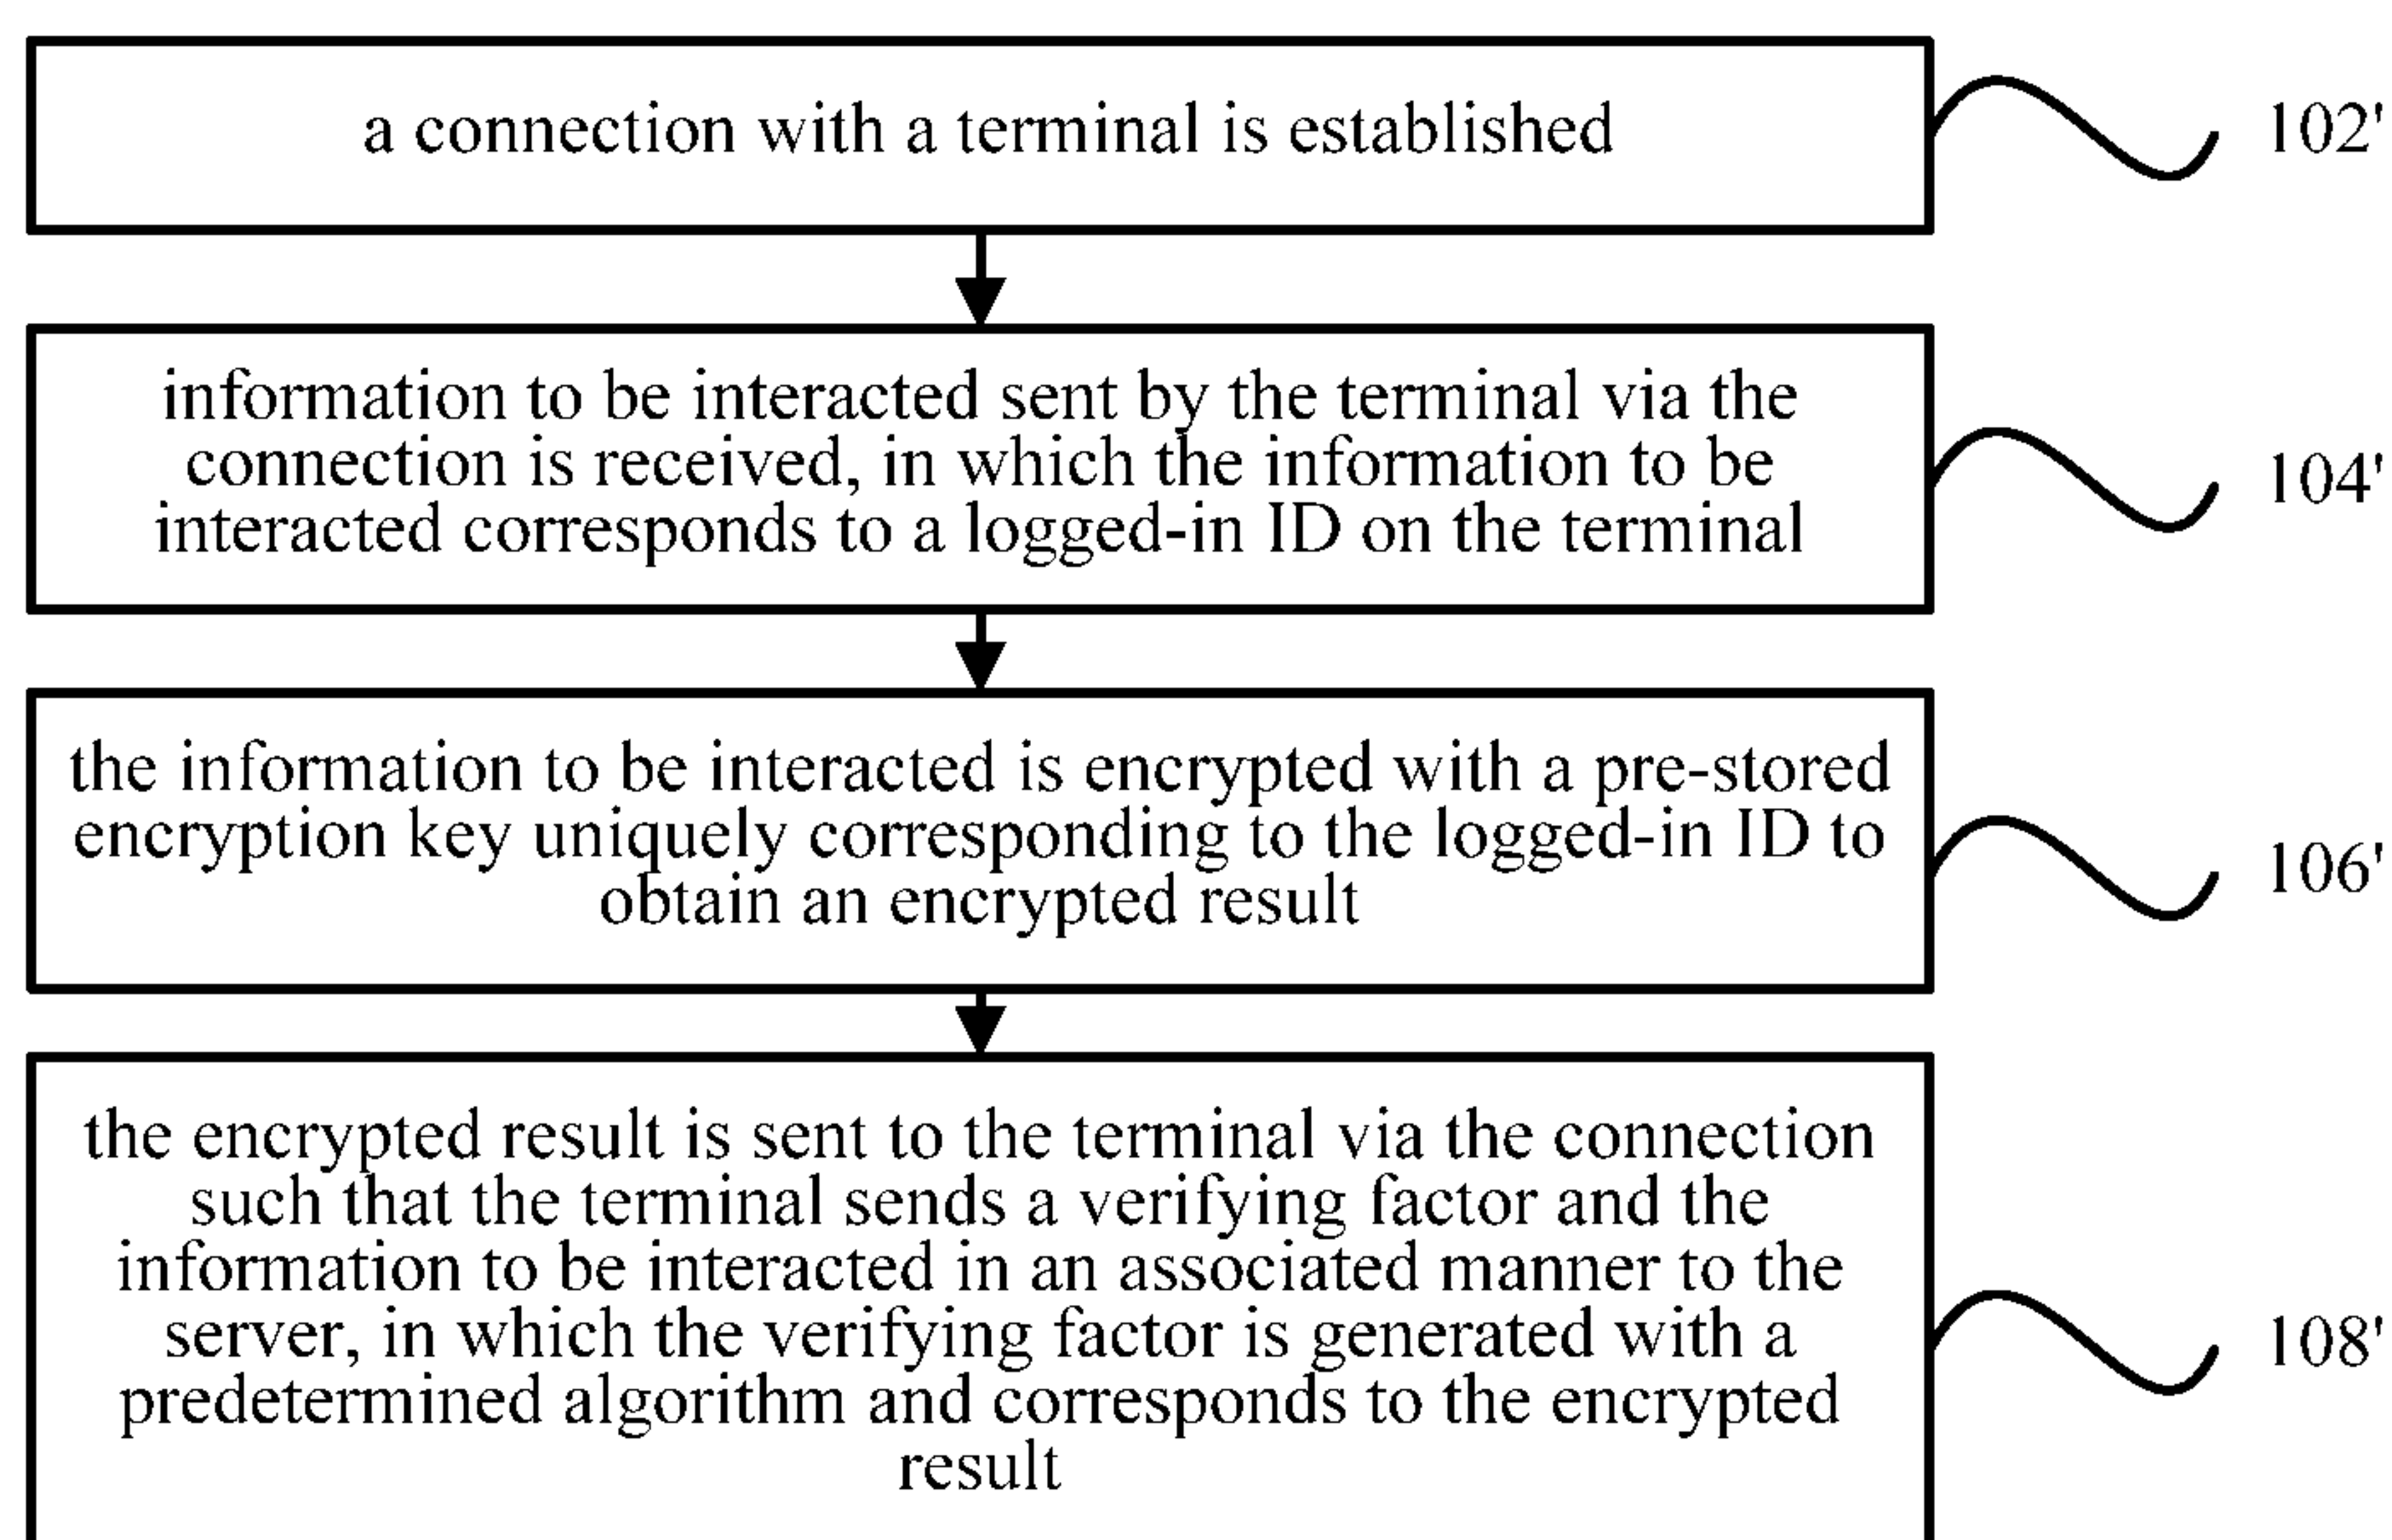 a connection with a terminal is established
102'
information to be interacted sent by the terminal via the
connection is received, in which the information to be
interacted corresponds to a logged-in ID on the terminal
104'
the information to be interacted is encrypted with a pre-stored
encryption key uniquely corresponding to the logged-in ID to
obtain an encrypted result
106'
the encrypted result is sent to the terminal via the connection
such that the terminal sends a verifying factor and the
information to be interacted in an associated manner to the
server, in which the verifying factor is generated with a
predetermined algorithm and corresponds to the encrypted
result
108'